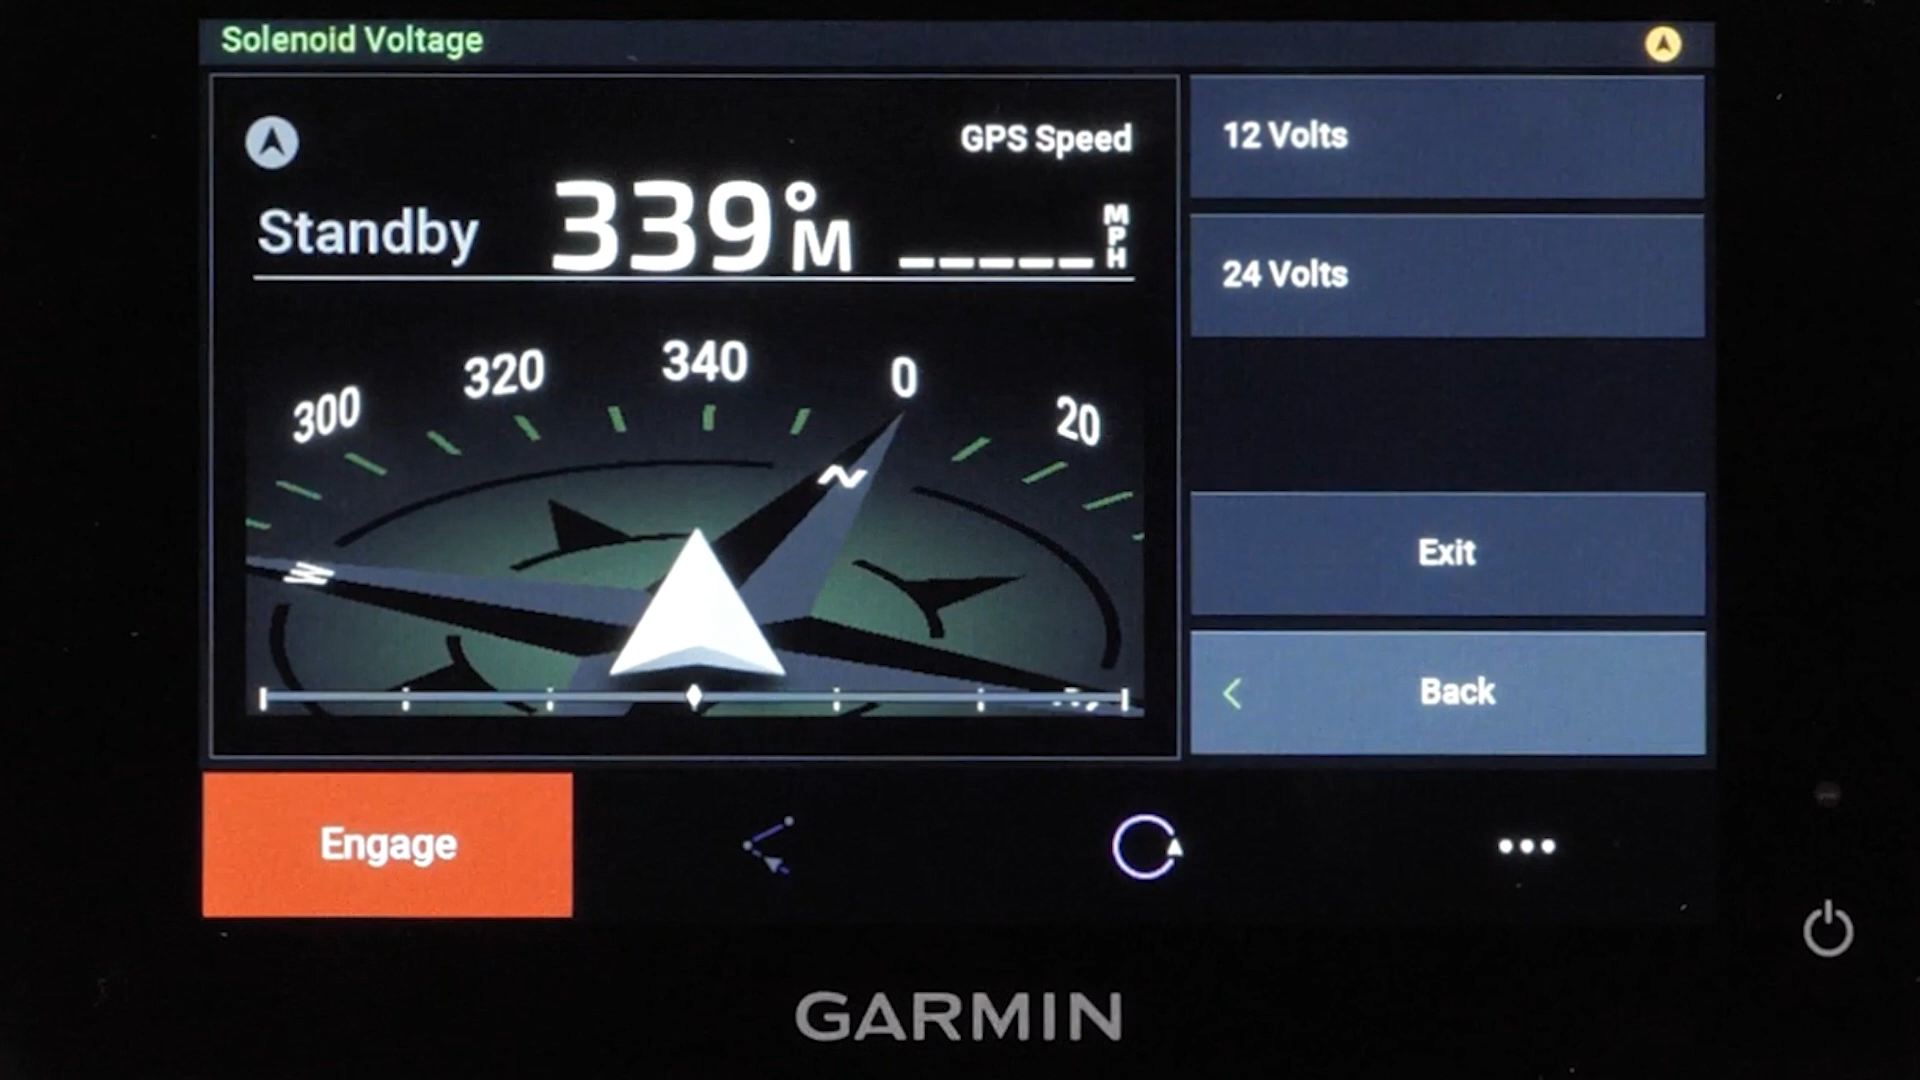 Solenoid Voltage
GPS Speed
Standby 339°M _____ MPH
300 320 340 0 20
N
W
12 Volts
24 Volts
Exit
Back
Engage
GARMIN